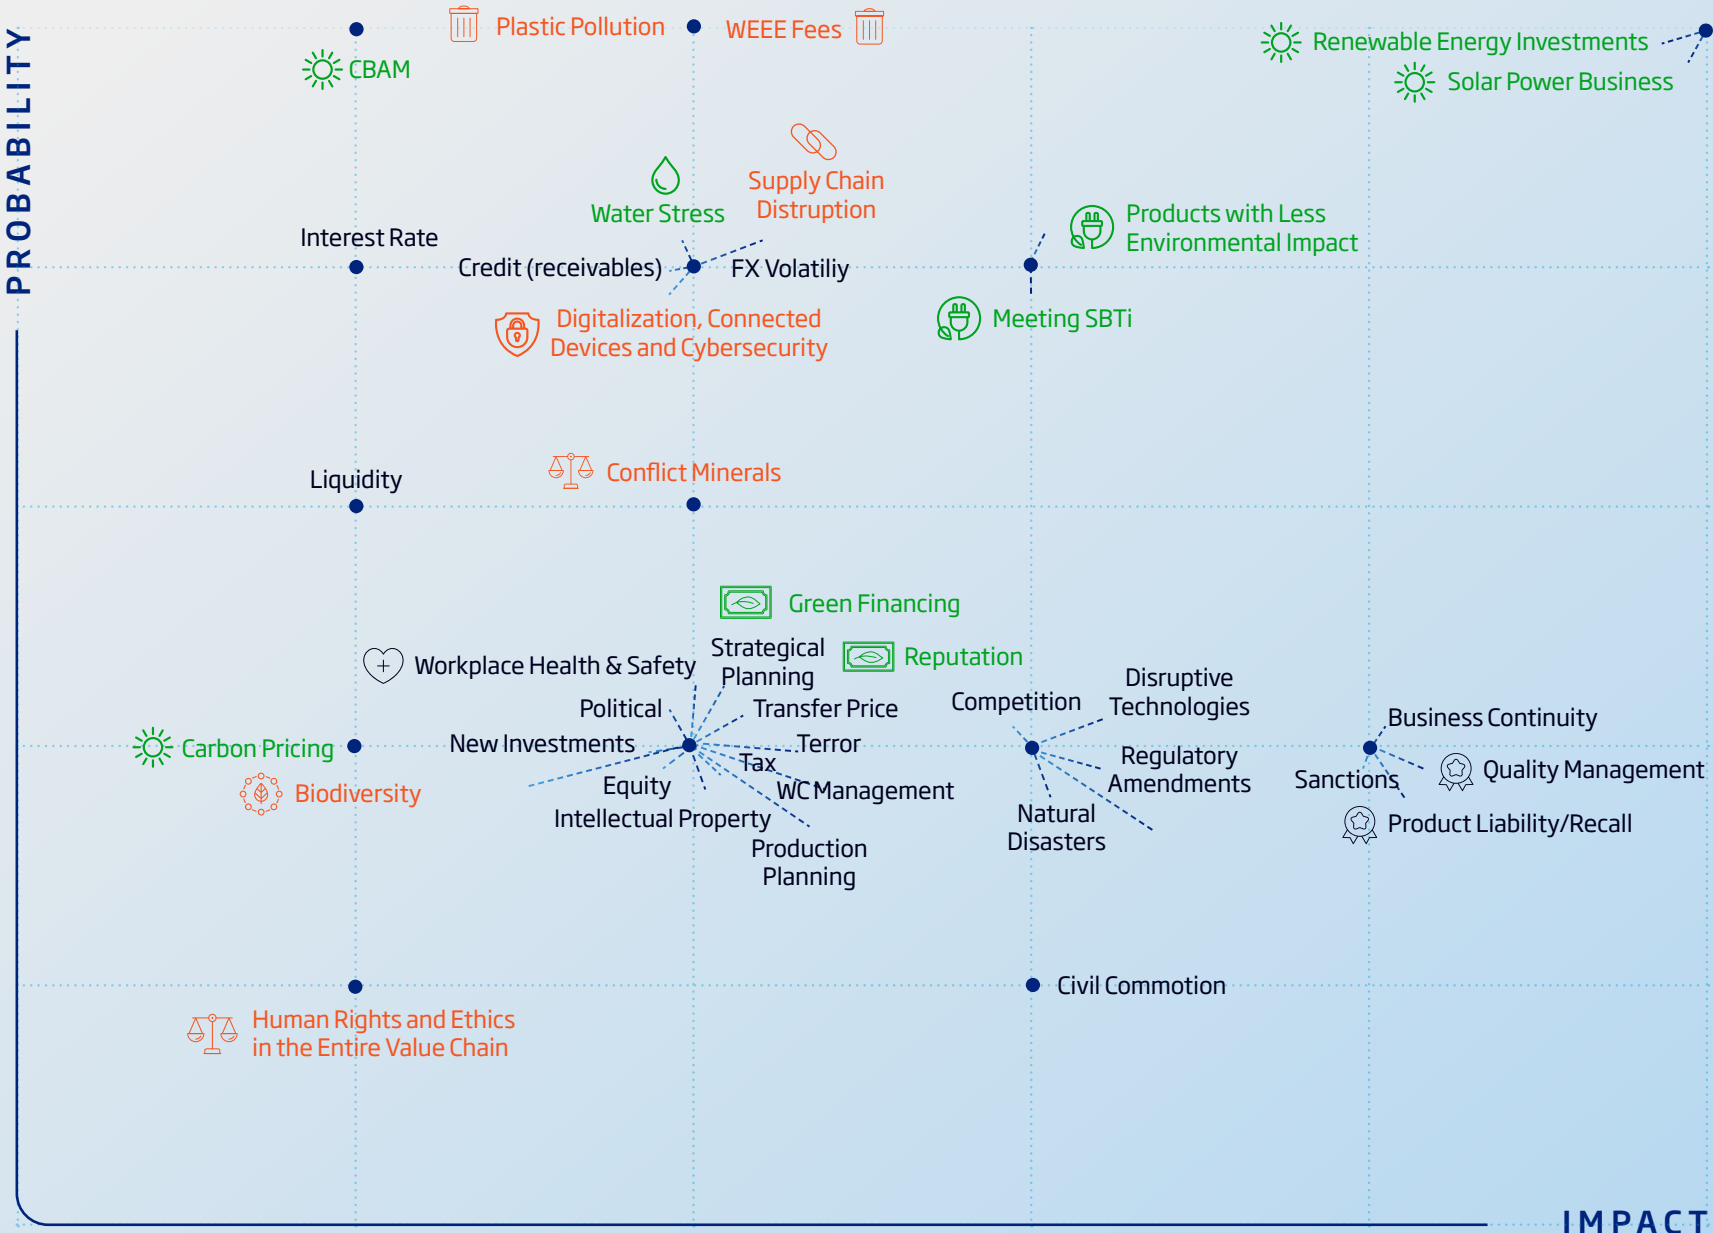 PROBABILITY
Plastic Pollution
WEEE Fees
CBAM
Renewable Energy Investments
Solar Power Business
Supply Chain
Distruption
Water Stress
Products with Less
Environmental Impact
Interest Rate
Credit (receivables)
FX Volatiliy
Digitalization, Connected
Devices and Cybersecurity
Meeting SBTi
Liquidity
Conflict Minerals
Green Financing
Strategical
Planning
Reputation
Workplace Health & Safety
Political
Transfer Price
Competition
Disruptive
Technologies
Business Continuity
Carbon Pricing
New Investments
Terror
Tax
Regulatory
Amendments
Sanctions
Quality Management
Biodiversity
Equity
WC Management
Intellectual Property
Natural
Disasters
Product Liability/Recall
Production
Planning
Civil Commotion
Human Rights and Ethics
in the Entire Value Chain
IMPACT